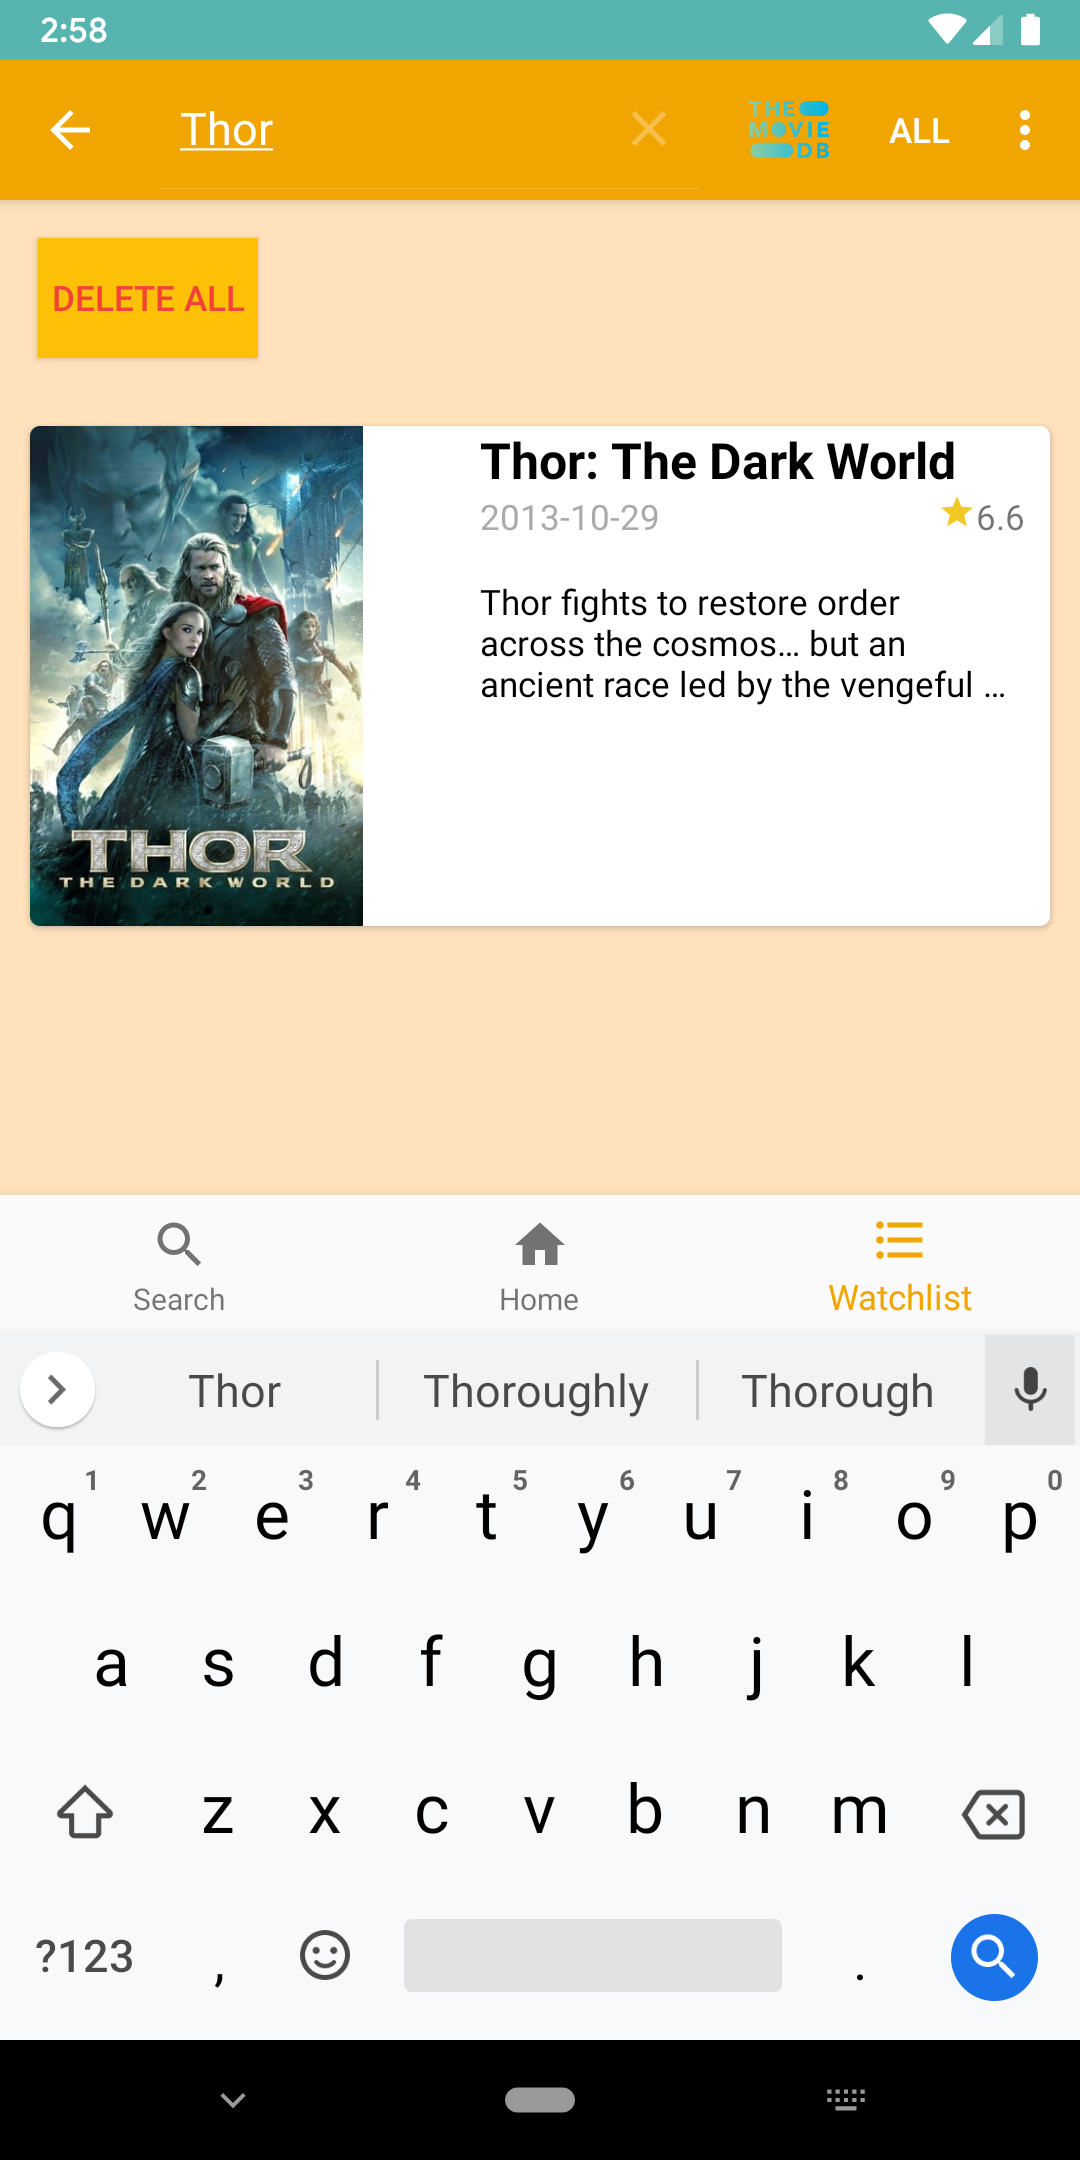 2:58
Thor
THE MOVIE DB
ALL
DELETE ALL
Thor: The Dark World
2013-10-29
6.6
Thor fights to restore order
across the cosmos… but an
ancient race led by the vengeful …
THOR
THE DARK WORLD
Search
Home
Watchlist
Thor
Thoroughly
Thorough
1 2 3 4 5 6 7 8 9 0
q w e r t y u i o p
a s d f g h j k l
z x c v b n m
?123 , .